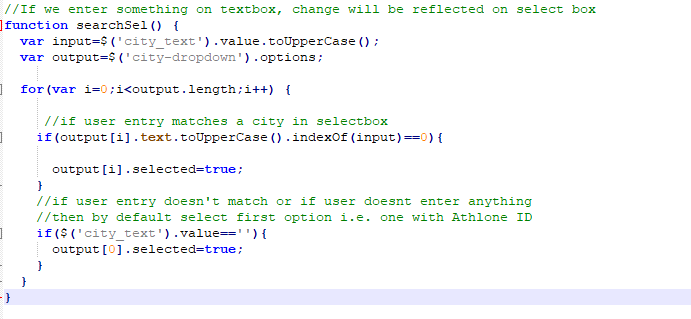 //If we enter something on textbox, change will be reflected on select box
function searchSel() {
var input=$('city_text').value.toUpperCase();
var output=$('city-dropdown').options;
for(var i=0;i<output.length;i++) {
//if user entry matches a city in selectbox
if(output[i].text.toUpperCase().indexOf(input)==0){
output[i].selected=true;
}
//if user entry doesn't match or if user doesnt enter anything
//then by default select first option i.e. one with Athlone ID
if($('city_text').value==''){
output[0].selected=true;
}
}
}